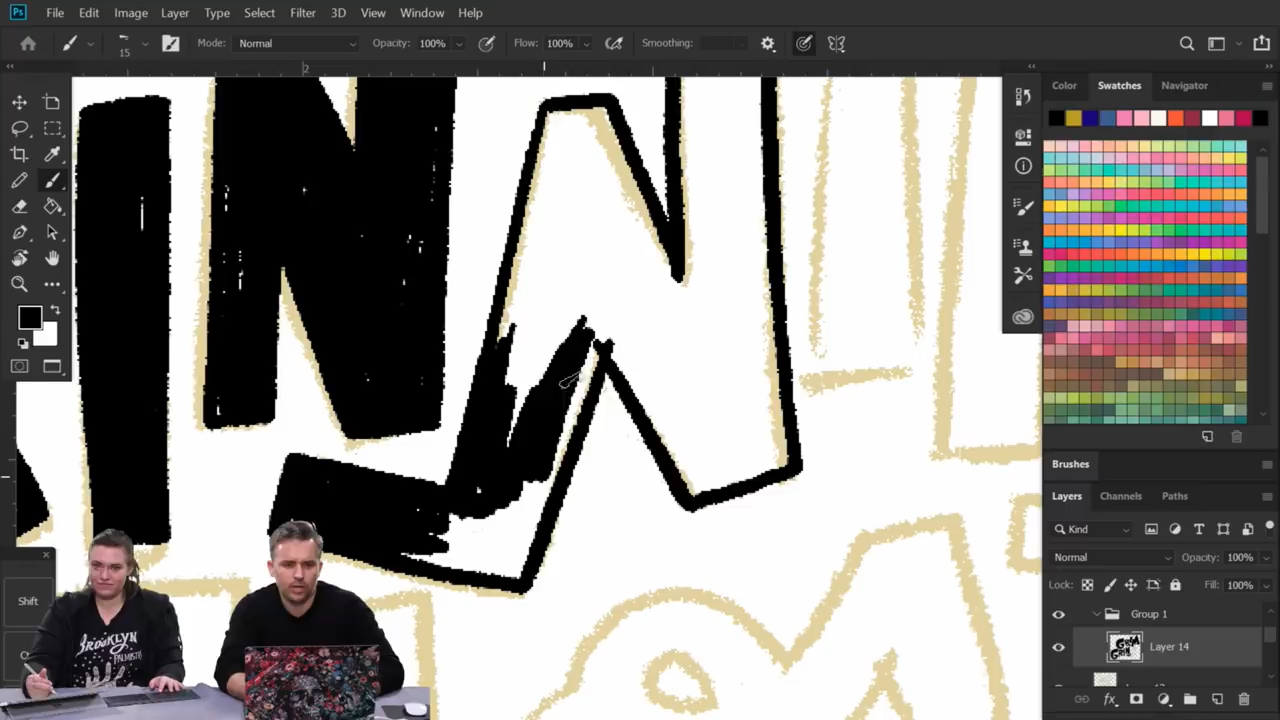 Ps File Edit Image Layer Type Select Filter 3D View Window Help
15 Mode: Normal Opacity: 100% Flow: 100% Smoothing:
2
Color Swatches Navigator
Brushes
Layers Channels Paths
Kind
Normal Opacity: 100%
Lock: Fill: 100%
Group 1
Layer 14
Shift
BROOKLYN
PALMISTRY